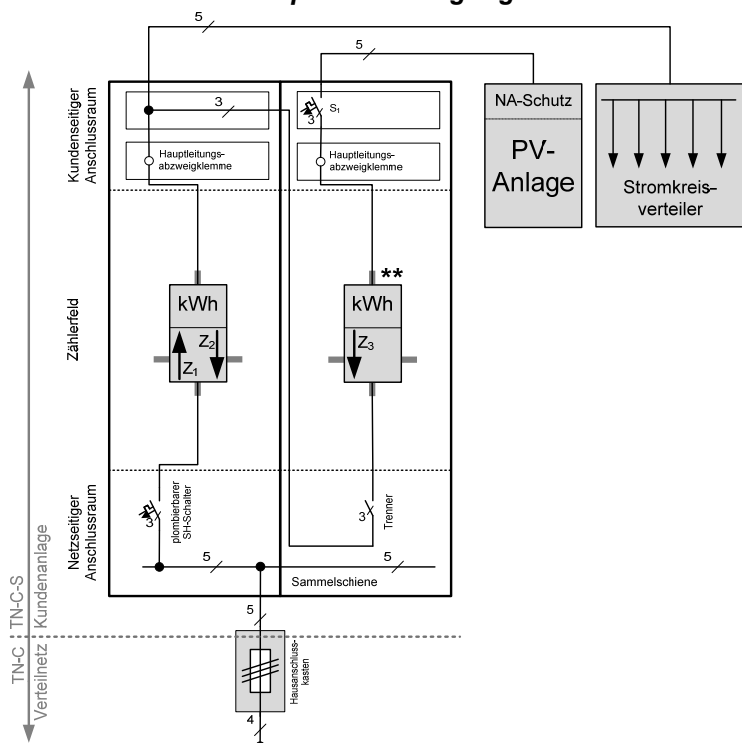 5
5
NA-Schutz
PV-
Anlage
Stromkreis-
verteiler
Kundenseitiger
Anschlussraum
3
3
S1
Hauptleitungs-
abzweigklemme
Hauptleitungs-
abzweigklemme
Zählerfeld
kWh
Z1
Z2
**
kWh
Z3
Netzseitiger
Anschlussraum
3
plombierbarer
SH-Schalter
3
Trenner
5
5
Sammelschiene
TN-C-S
Kundenanlage
5
TN-C
Verteilnetz
Hausanschluss-
kasten
4